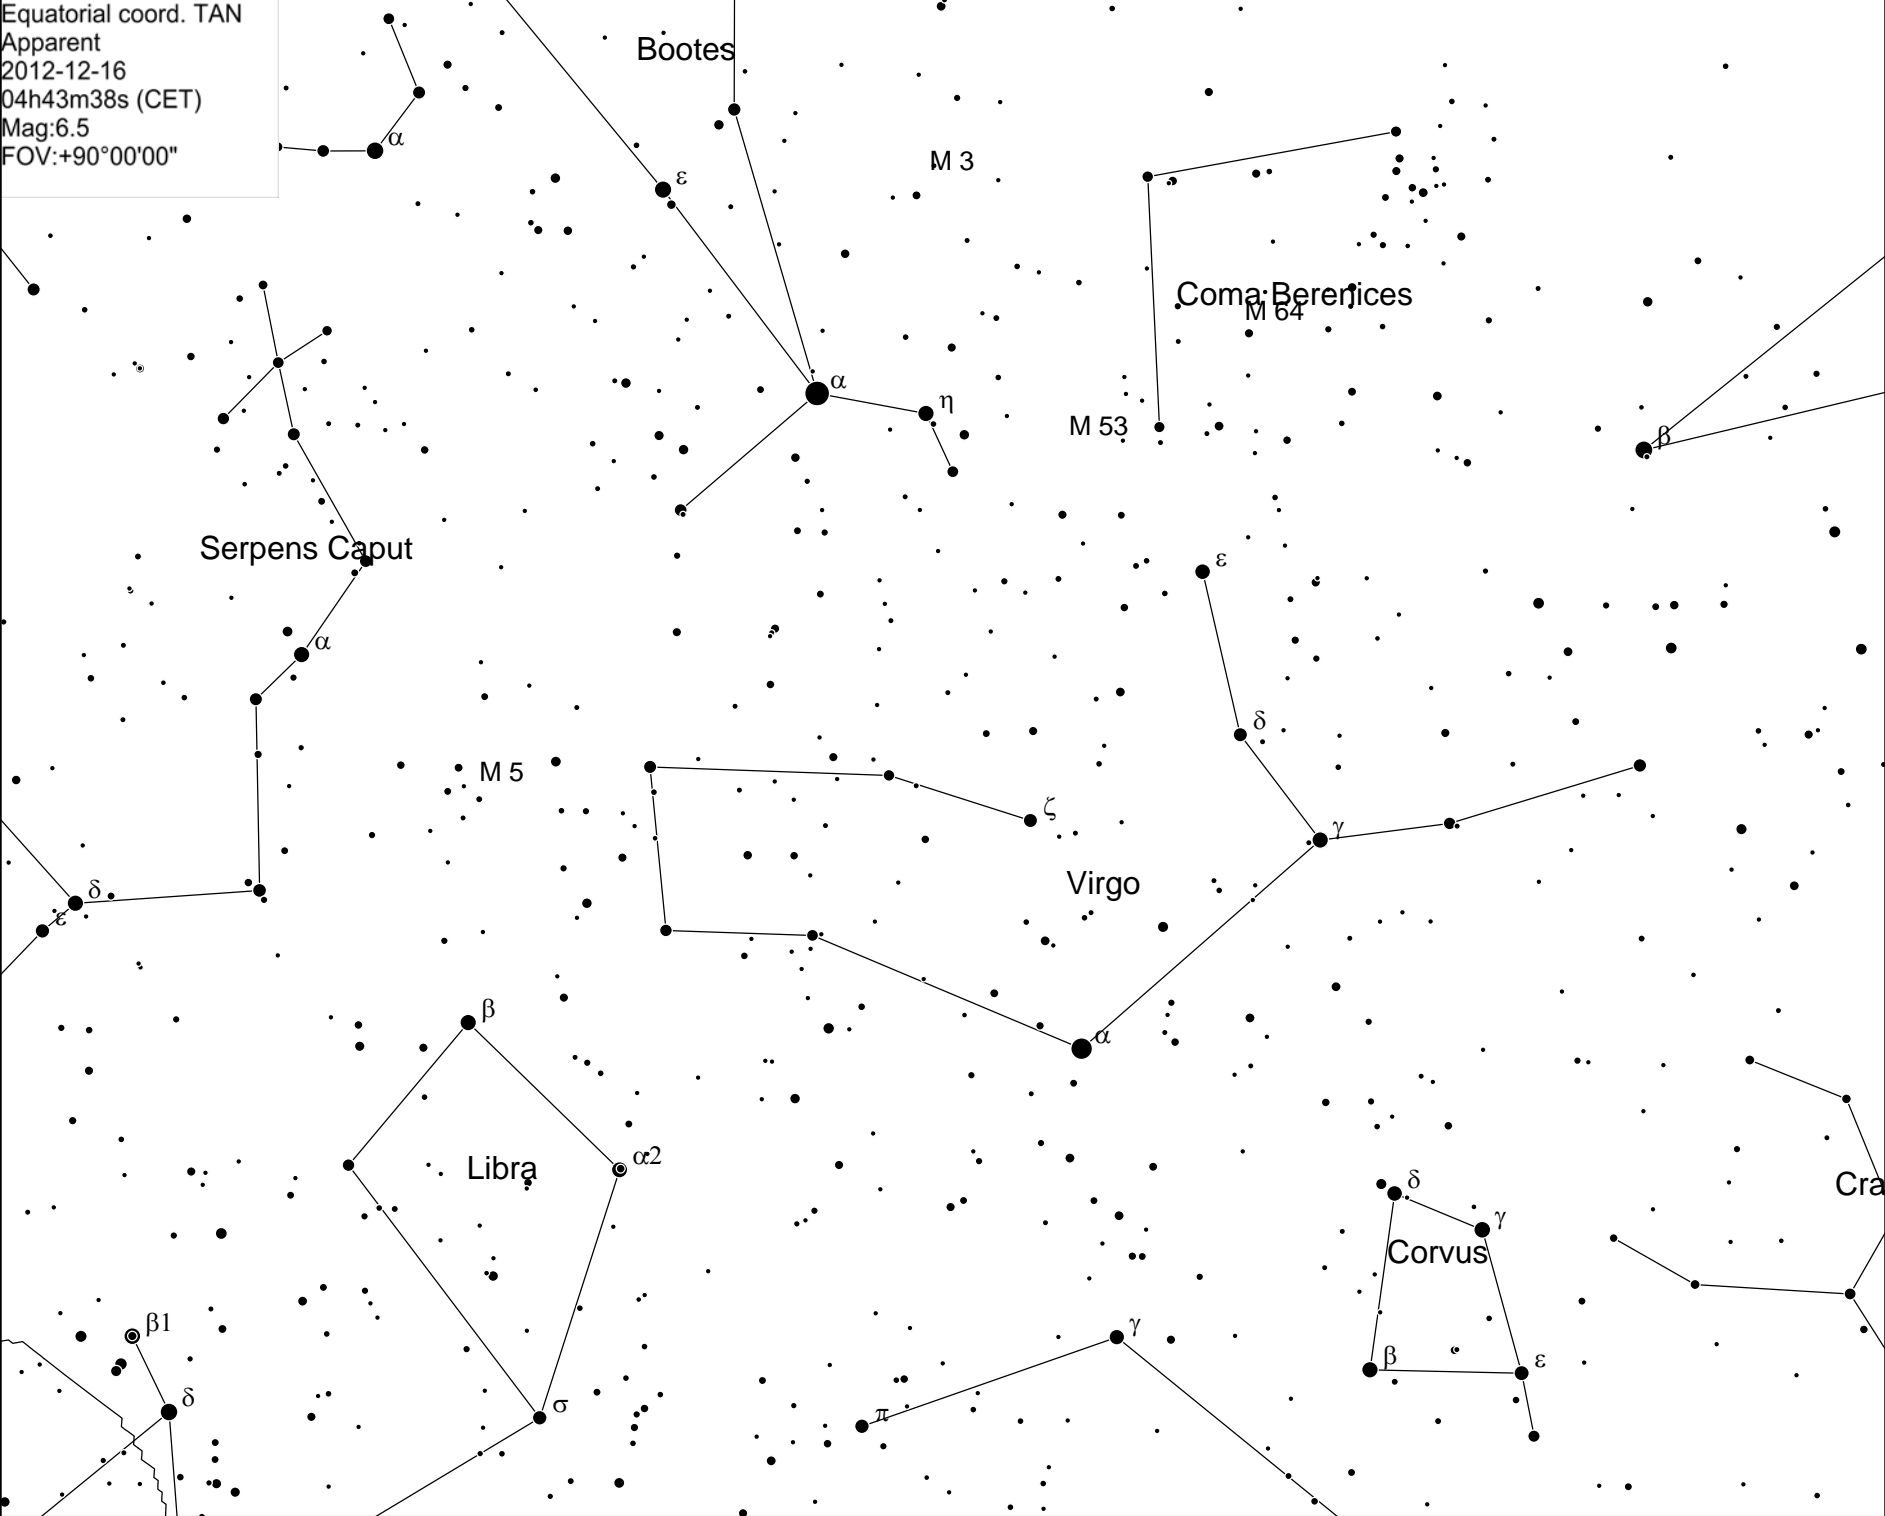 Equatorial coord. TAN
Apparent
2012-12-16
04h43m38s (CET)
Mag:6.5
FOV:+90°00'00"
Bootes
α
M 3
ε
Coma Berenices
M 64
α
η
M 53
β
Serpens Caput
ε
α
δ
M 5
ζ
γ
Virgo
δ
ε
β
α
Libra
α2
δ
Cra
γ
Corvus
β1
γ
β
ε
δ
σ
π